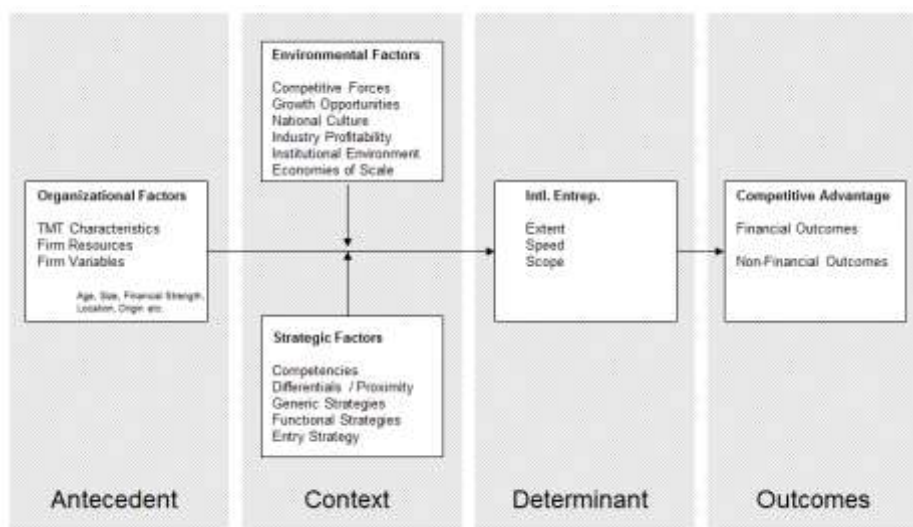 Environmental Factors
Competitive Forces
Growth Opportunities
National Culture
Industry Profitability
Institutional Environment
Economies of Scale
Organizational Factors
TMT Characteristics
Firm Resources
Firm Variables
Age, Size, Financial Strength,
Location, Origin etc.
Strategic Factors
Competencies
Differentials / Proximity
Generic Strategies
Functional Strategies
Entry Strategy
Intl. Entrep.
Extent
Speed
Scope
Competitive Advantage
Financial Outcomes
Non-Financial Outcomes
Antecedent
Context
Determinant
Outcomes